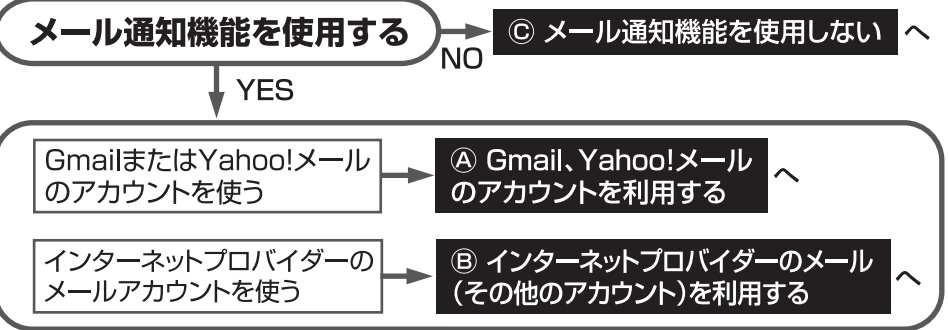 メール通知機能を使用する
NO
Ⓒ メール通知機能を使用しない へ
YES
GmailまたはYahoo!メール
のアカウントを使う
Ⓐ Gmail、Yahoo!メール
のアカウントを利用する
へ
インターネットプロバイダーの
メールアカウントを使う
Ⓑ インターネットプロバイダーのメール
(その他のアカウント)を利用する
へ